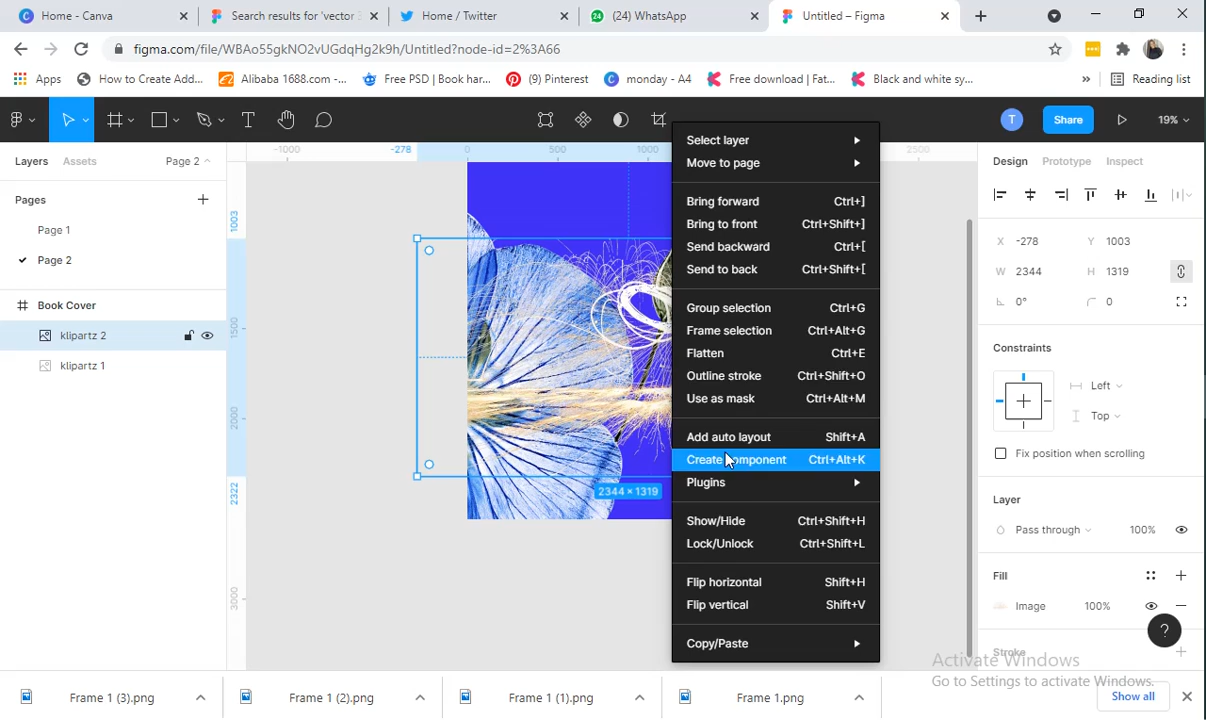 Home - Canva
Search results for 'vector
Home / Twitter
(24) WhatsApp
Untitled – Figma
figma.com/file/WBAo55gkNO2vUGdqHg2k9h/Untitled?node-id=2%3A66
Apps
How to Create Add...
Alibaba 1688.com -...
Free PSD | Book har...
(9) Pinterest
monday - A4
Free download | Fat...
Black and white sy...
»
Reading list
T
T
Share
19%
Layers
Assets
Page 2
-1000
-278
0
500
1000
2500
Design
Prototype
Inspect
Pages
Page 1
Page 2
Book Cover
klipartz 2
klipartz 1
1003
1500
2000
2322
3000
2344 × 1319
Select layer
Move to page
Bring forward Ctrl+]
Bring to front Ctrl+Shift+]
Send backward Ctrl+[
Send to back Ctrl+Shift+[
Group selection Ctrl+G
Frame selection Ctrl+Alt+G
Flatten Ctrl+E
Outline stroke Ctrl+Shift+O
Use as mask Ctrl+Alt+M
Add auto layout Shift+A
Create component Ctrl+Alt+K
Plugins
Show/Hide Ctrl+Shift+H
Lock/Unlock Ctrl+Shift+L
Flip horizontal Shift+H
Flip vertical Shift+V
Copy/Paste
X -278 Y 1003
W 2344 H 1319
0° 0
Constraints
Left
Top
Fix position when scrolling
Layer
Pass through 100%
Fill
Image 100%
?
Stroke
Activate Windows
Go to Settings to activate Windows.
Frame 1 (3).png
Frame 1 (2).png
Frame 1 (1).png
Frame 1.png
Show all